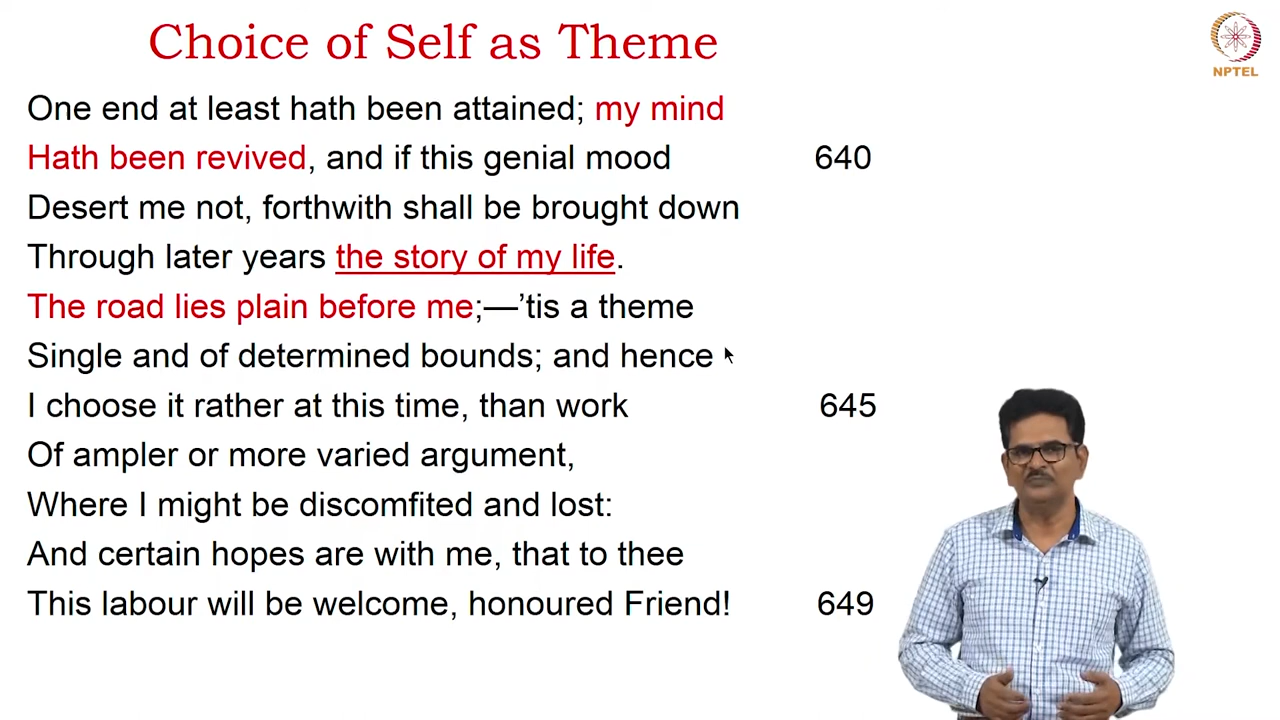 Choice of Self as Theme
NPTEL
One end at least hath been attained; my mind
Hath been revived, and if this genial mood 640
Desert me not, forthwith shall be brought down
Through later years the story of my life.
The road lies plain before me;—’tis a theme
Single and of determined bounds; and hence
I choose it rather at this time, than work 645
Of ampler or more varied argument,
Where I might be discomfited and lost:
And certain hopes are with me, that to thee
This labour will be welcome, honoured Friend! 649